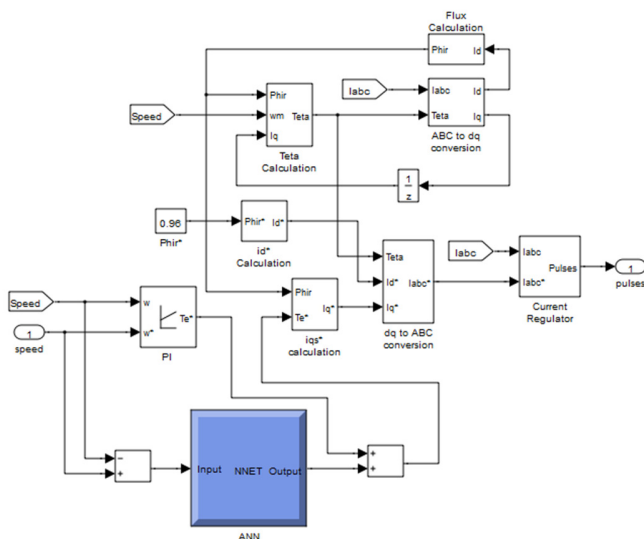 Flux
Calculation
Phir Id
Iabc
Iabc Id
Teta Iq
ABC to dq
conversion
Phir
wm Teta
Iq
Teta
Calculation
Speed
1
z
0.96
Phir*
Phir* Id*
id*
Calculation
Teta
Id* Iabc*
Iq*
dq to ABC
conversion
Iabc
Iabc
Pulses
Iabc*
Current
Regulator
1
pulses
Phir
Iq*
Te*
iqs*
calculation
Speed
1
speed
w
Te*
w*
PI
−
+
Input NNET Output
ANN
+
+